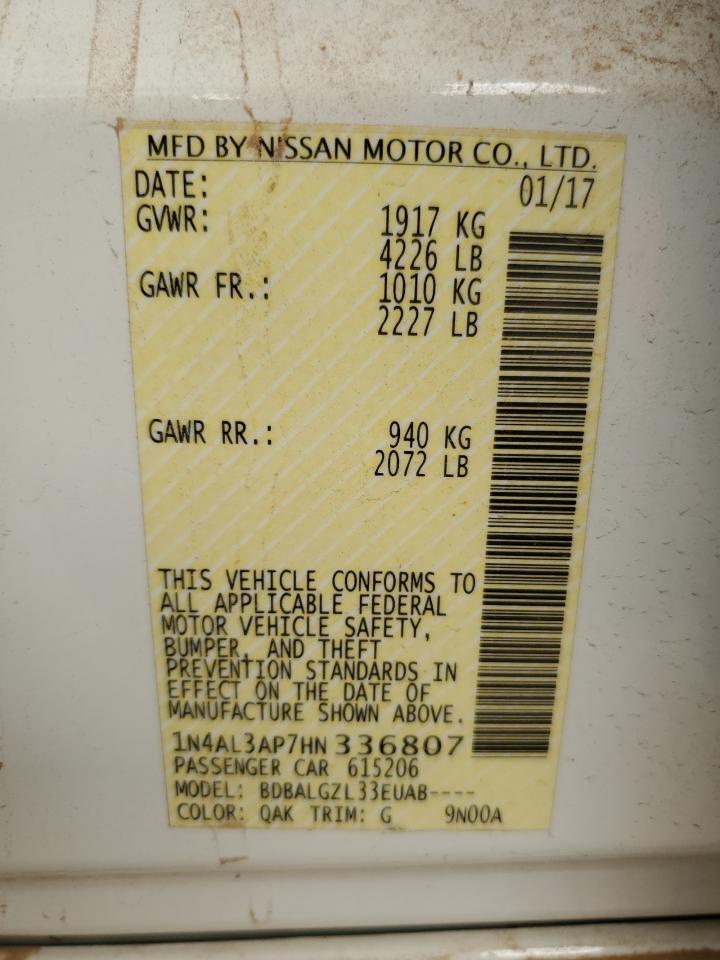 MFD BY NISSAN MOTOR CO., LTD.
DATE: 01/17
GVWR: 1917 KG
4226 LB
GAWR FR.: 1010 KG
2227 LB
GAWR RR.: 940 KG
2072 LB
THIS VEHICLE CONFORMS TO
ALL APPLICABLE FEDERAL
MOTOR VEHICLE SAFETY,
BUMPER, AND THEFT
PREVENTION STANDARDS IN
EFFECT ON THE DATE OF
MANUFACTURE SHOWN ABOVE.
1N4AL3AP7HN 336807
PASSENGER CAR 615206
MODEL: BDBALGZL33EUAB----
COLOR: QAK TRIM: G 9N00A